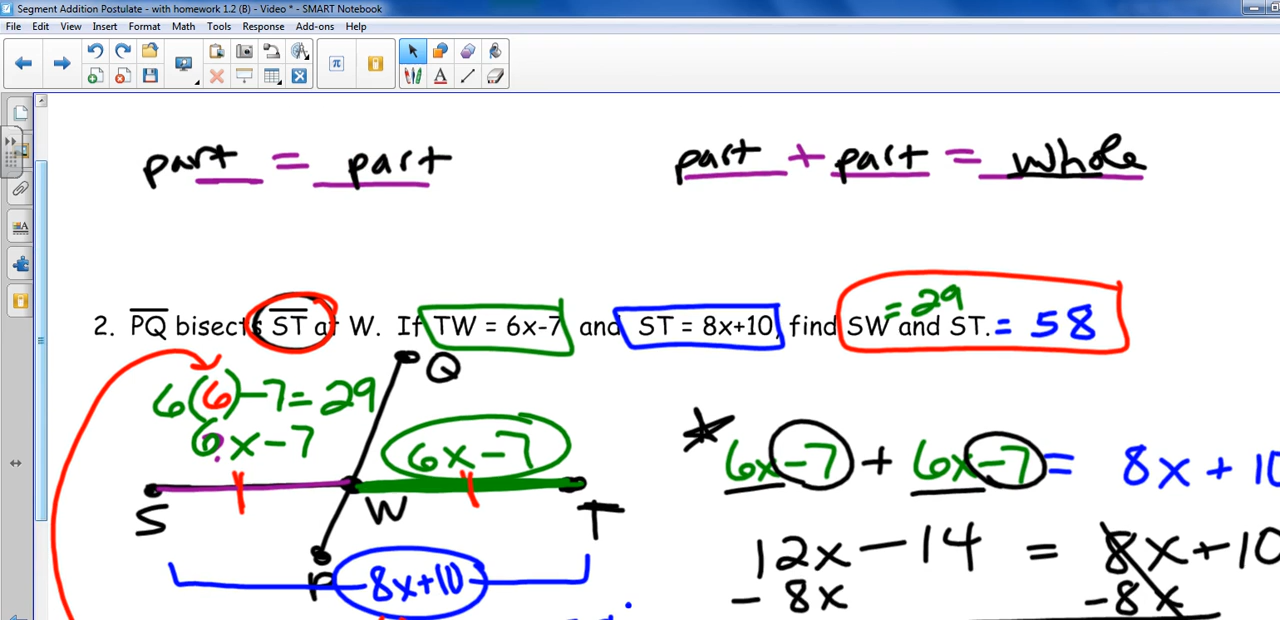 Segment Addition Postulate - with homework 1.2 (B) - Video * - SMART Notebook
File Edit View Insert Format Math Tools Response Add-ons Help
part = part
part + part = whole
= 29
2. PQ bisects ST at W. If TW = 6x-7 and ST = 8x+10, find SW and ST. = 58
Q
6(6)-7=29
6x-7
6x-7
*6x-7 + 6x-7 = 8x+10
S W T
12x-14 = 8x+10
P 8x+10
-8x -8x